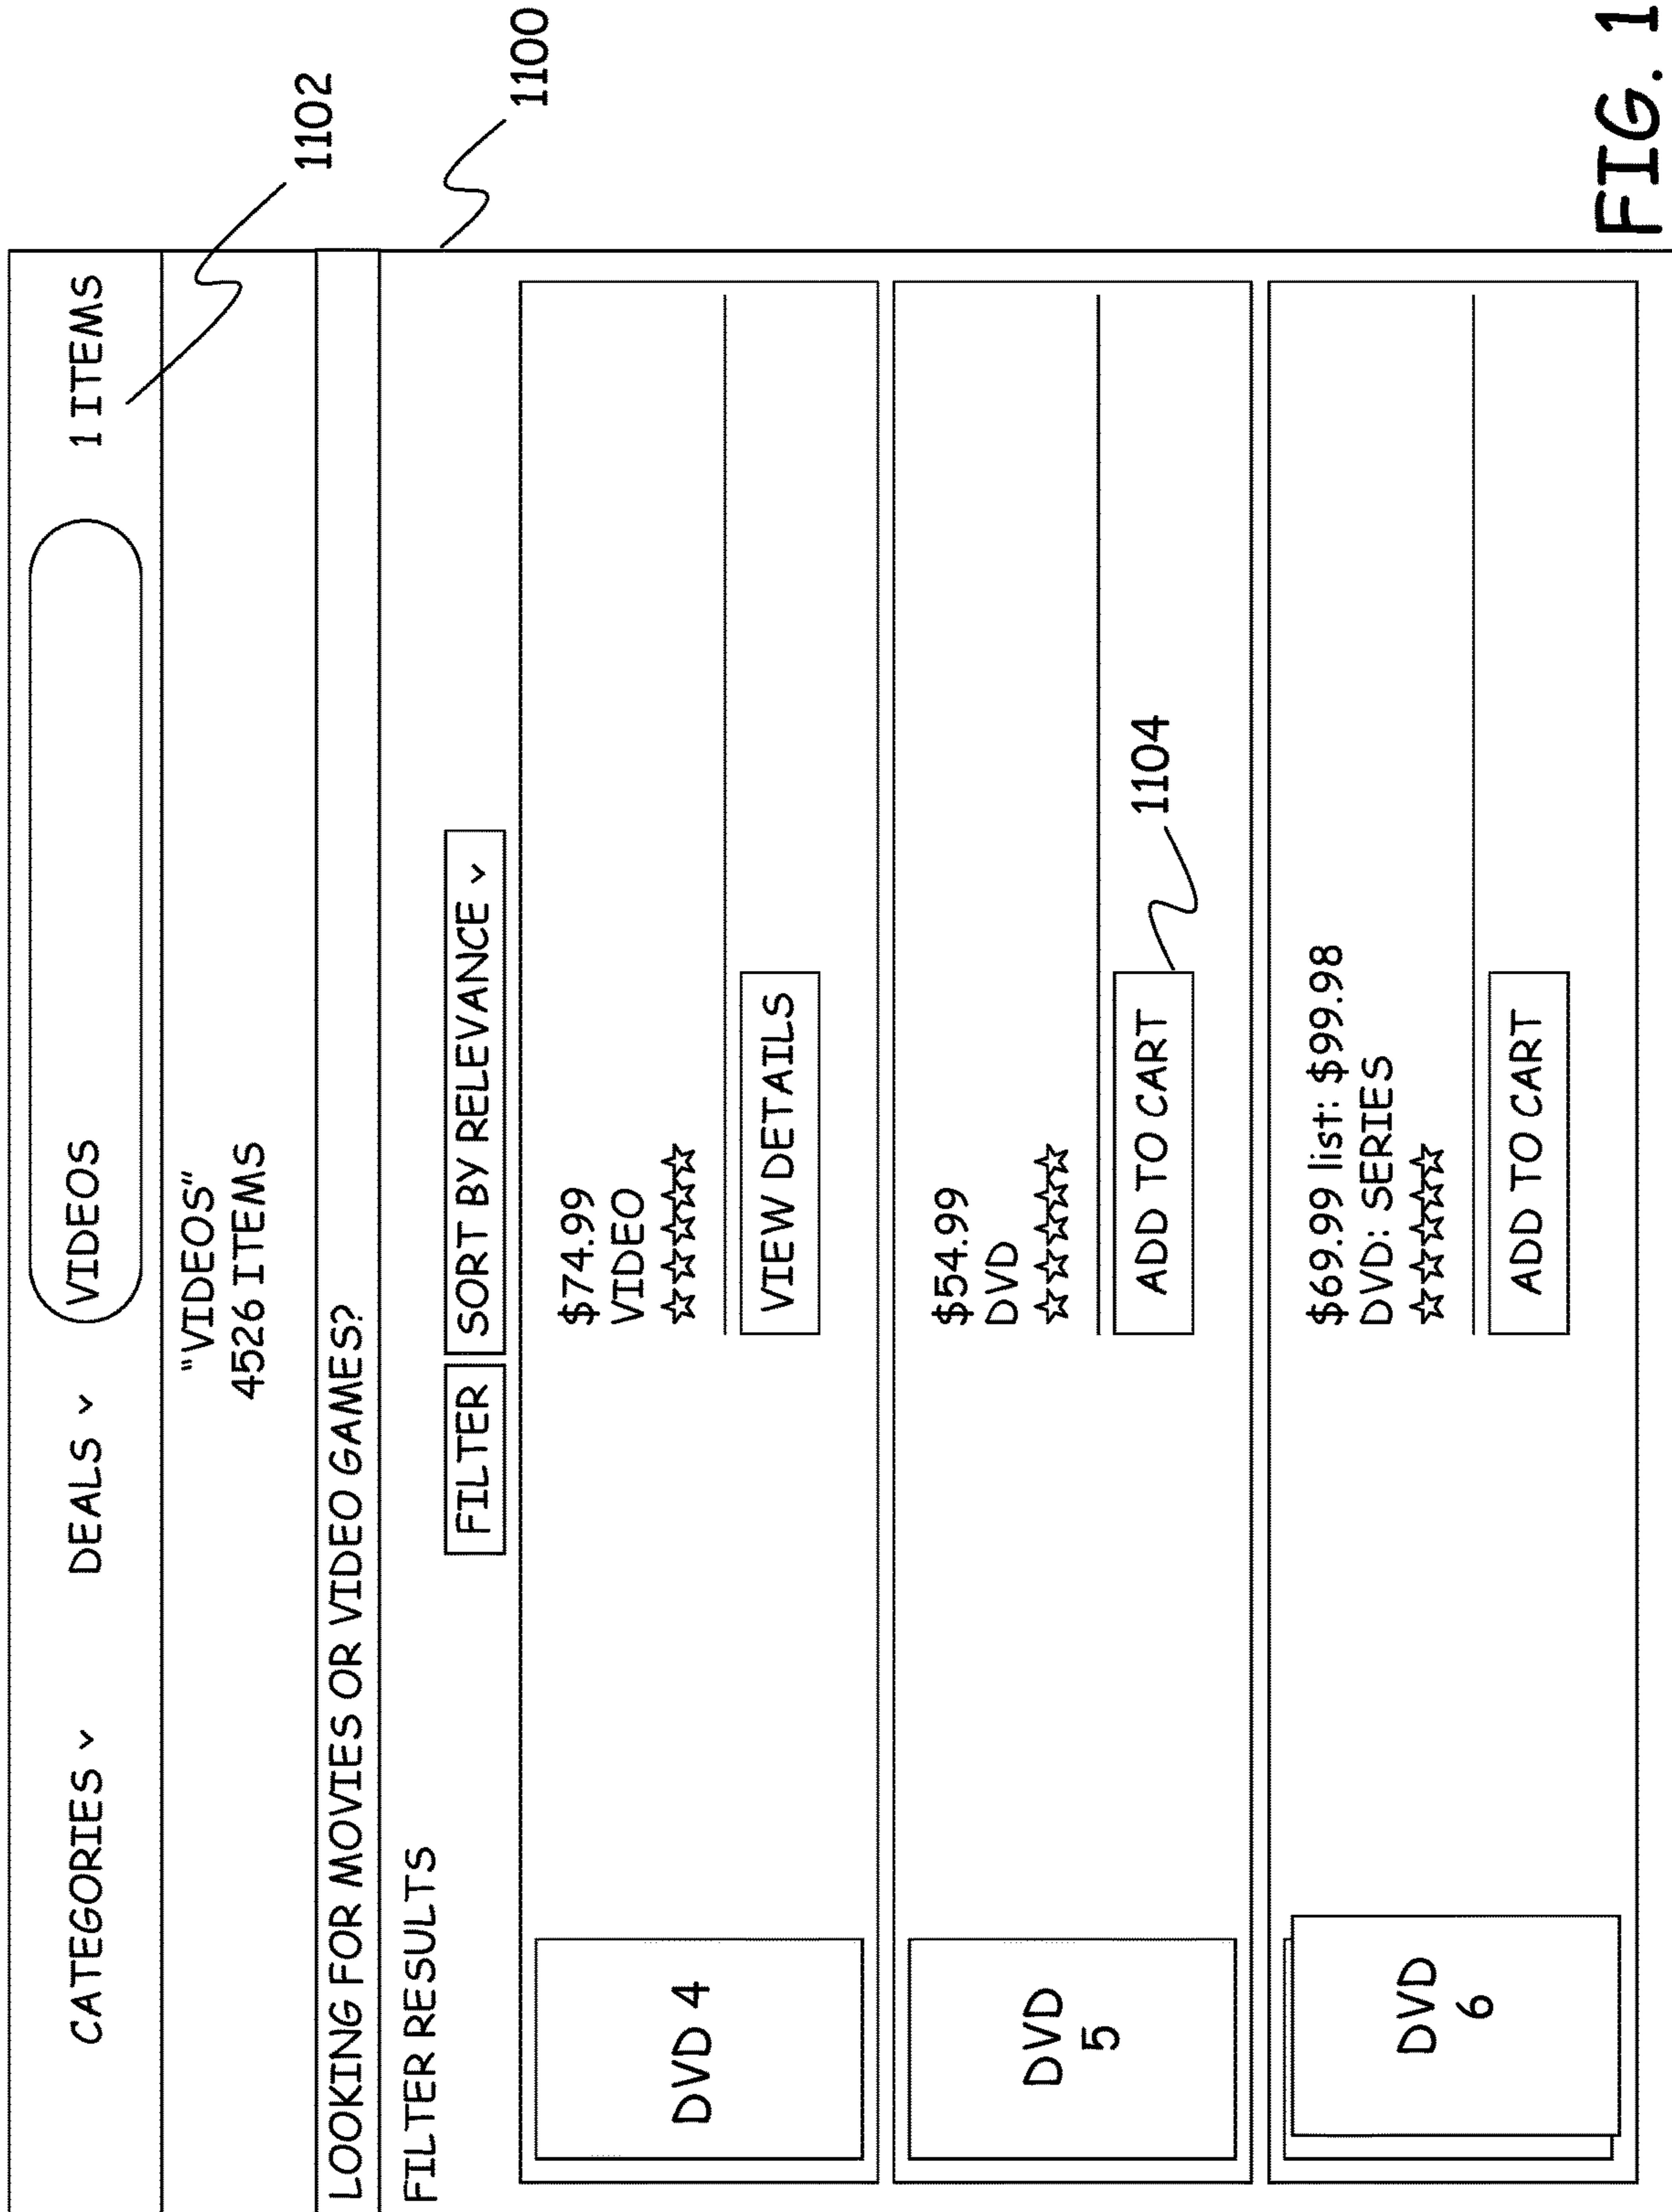 CATEGORIES ˅ DEALS ˅ VIDEOS 1 ITEMS
1102
"VIDEOS"
4526 ITEMS
LOOKING FOR MOVIES OR VIDEO GAMES?
FILTER RESULTS
1100
FILTER SORT BY RELEVANCE ˅
DVD 4
$74.99
VIDEO
☆☆☆☆☆
VIEW DETAILS
DVD
5
$54.99
DVD
☆☆☆☆☆
ADD TO CART
1104
DVD
6
$69.99 list: $99.98
DVD: SERIES
☆☆☆☆☆
ADD TO CART
FIG. 1